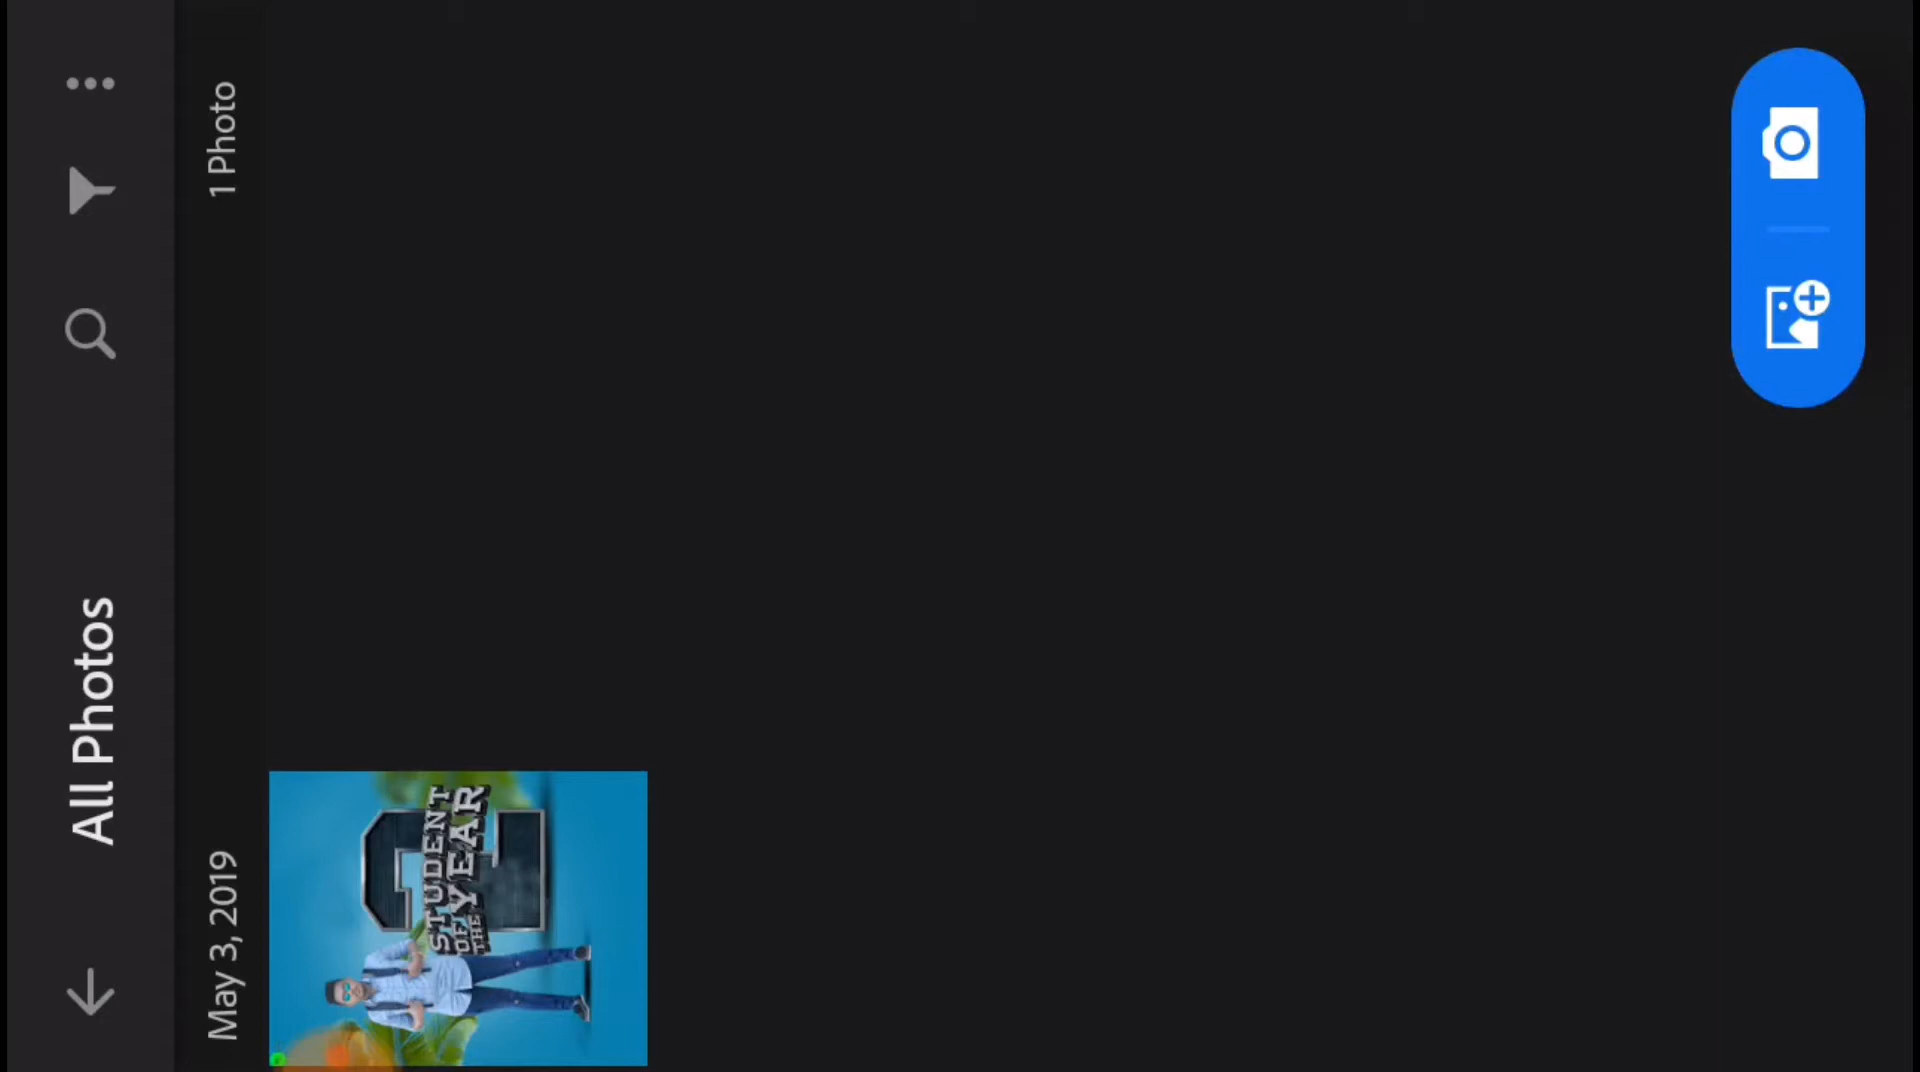 All Photos
May 3, 2019
1 Photo
STUDENT
OF THE YEAR